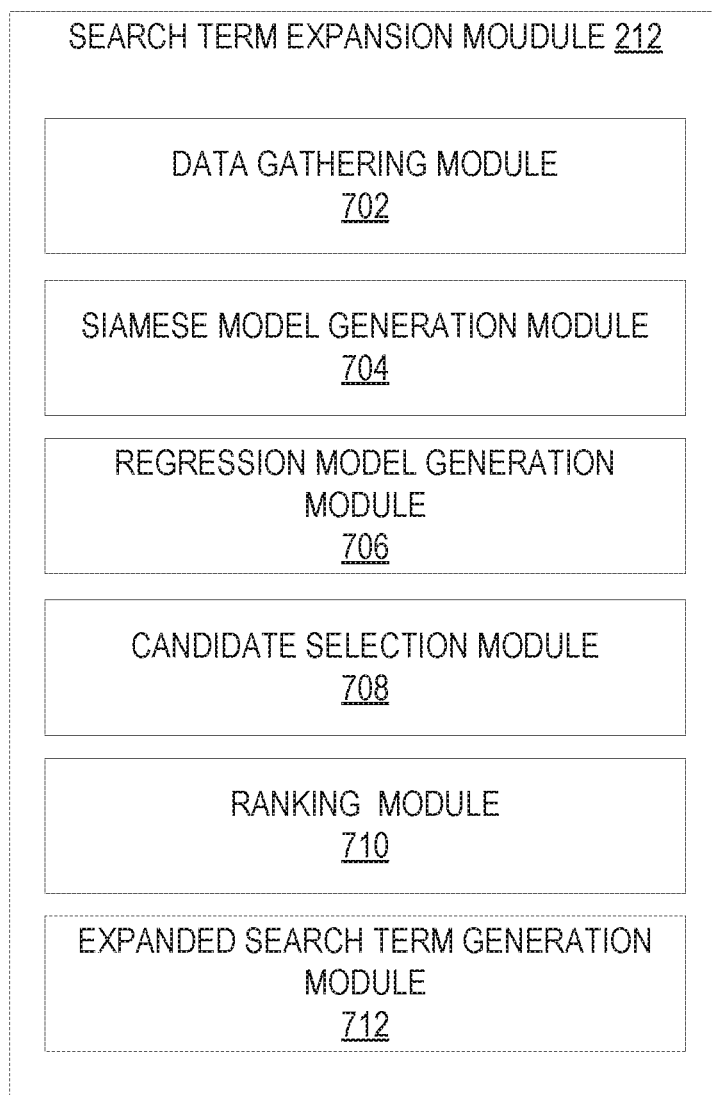 SEARCH TERM EXPANSION MOUDULE 212
DATA GATHERING MODULE
702
SIAMESE MODEL GENERATION MODULE
704
REGRESSION MODEL GENERATION
MODULE
706
CANDIDATE SELECTION MODULE
708
RANKING MODULE
710
EXPANDED SEARCH TERM GENERATION
MODULE
712